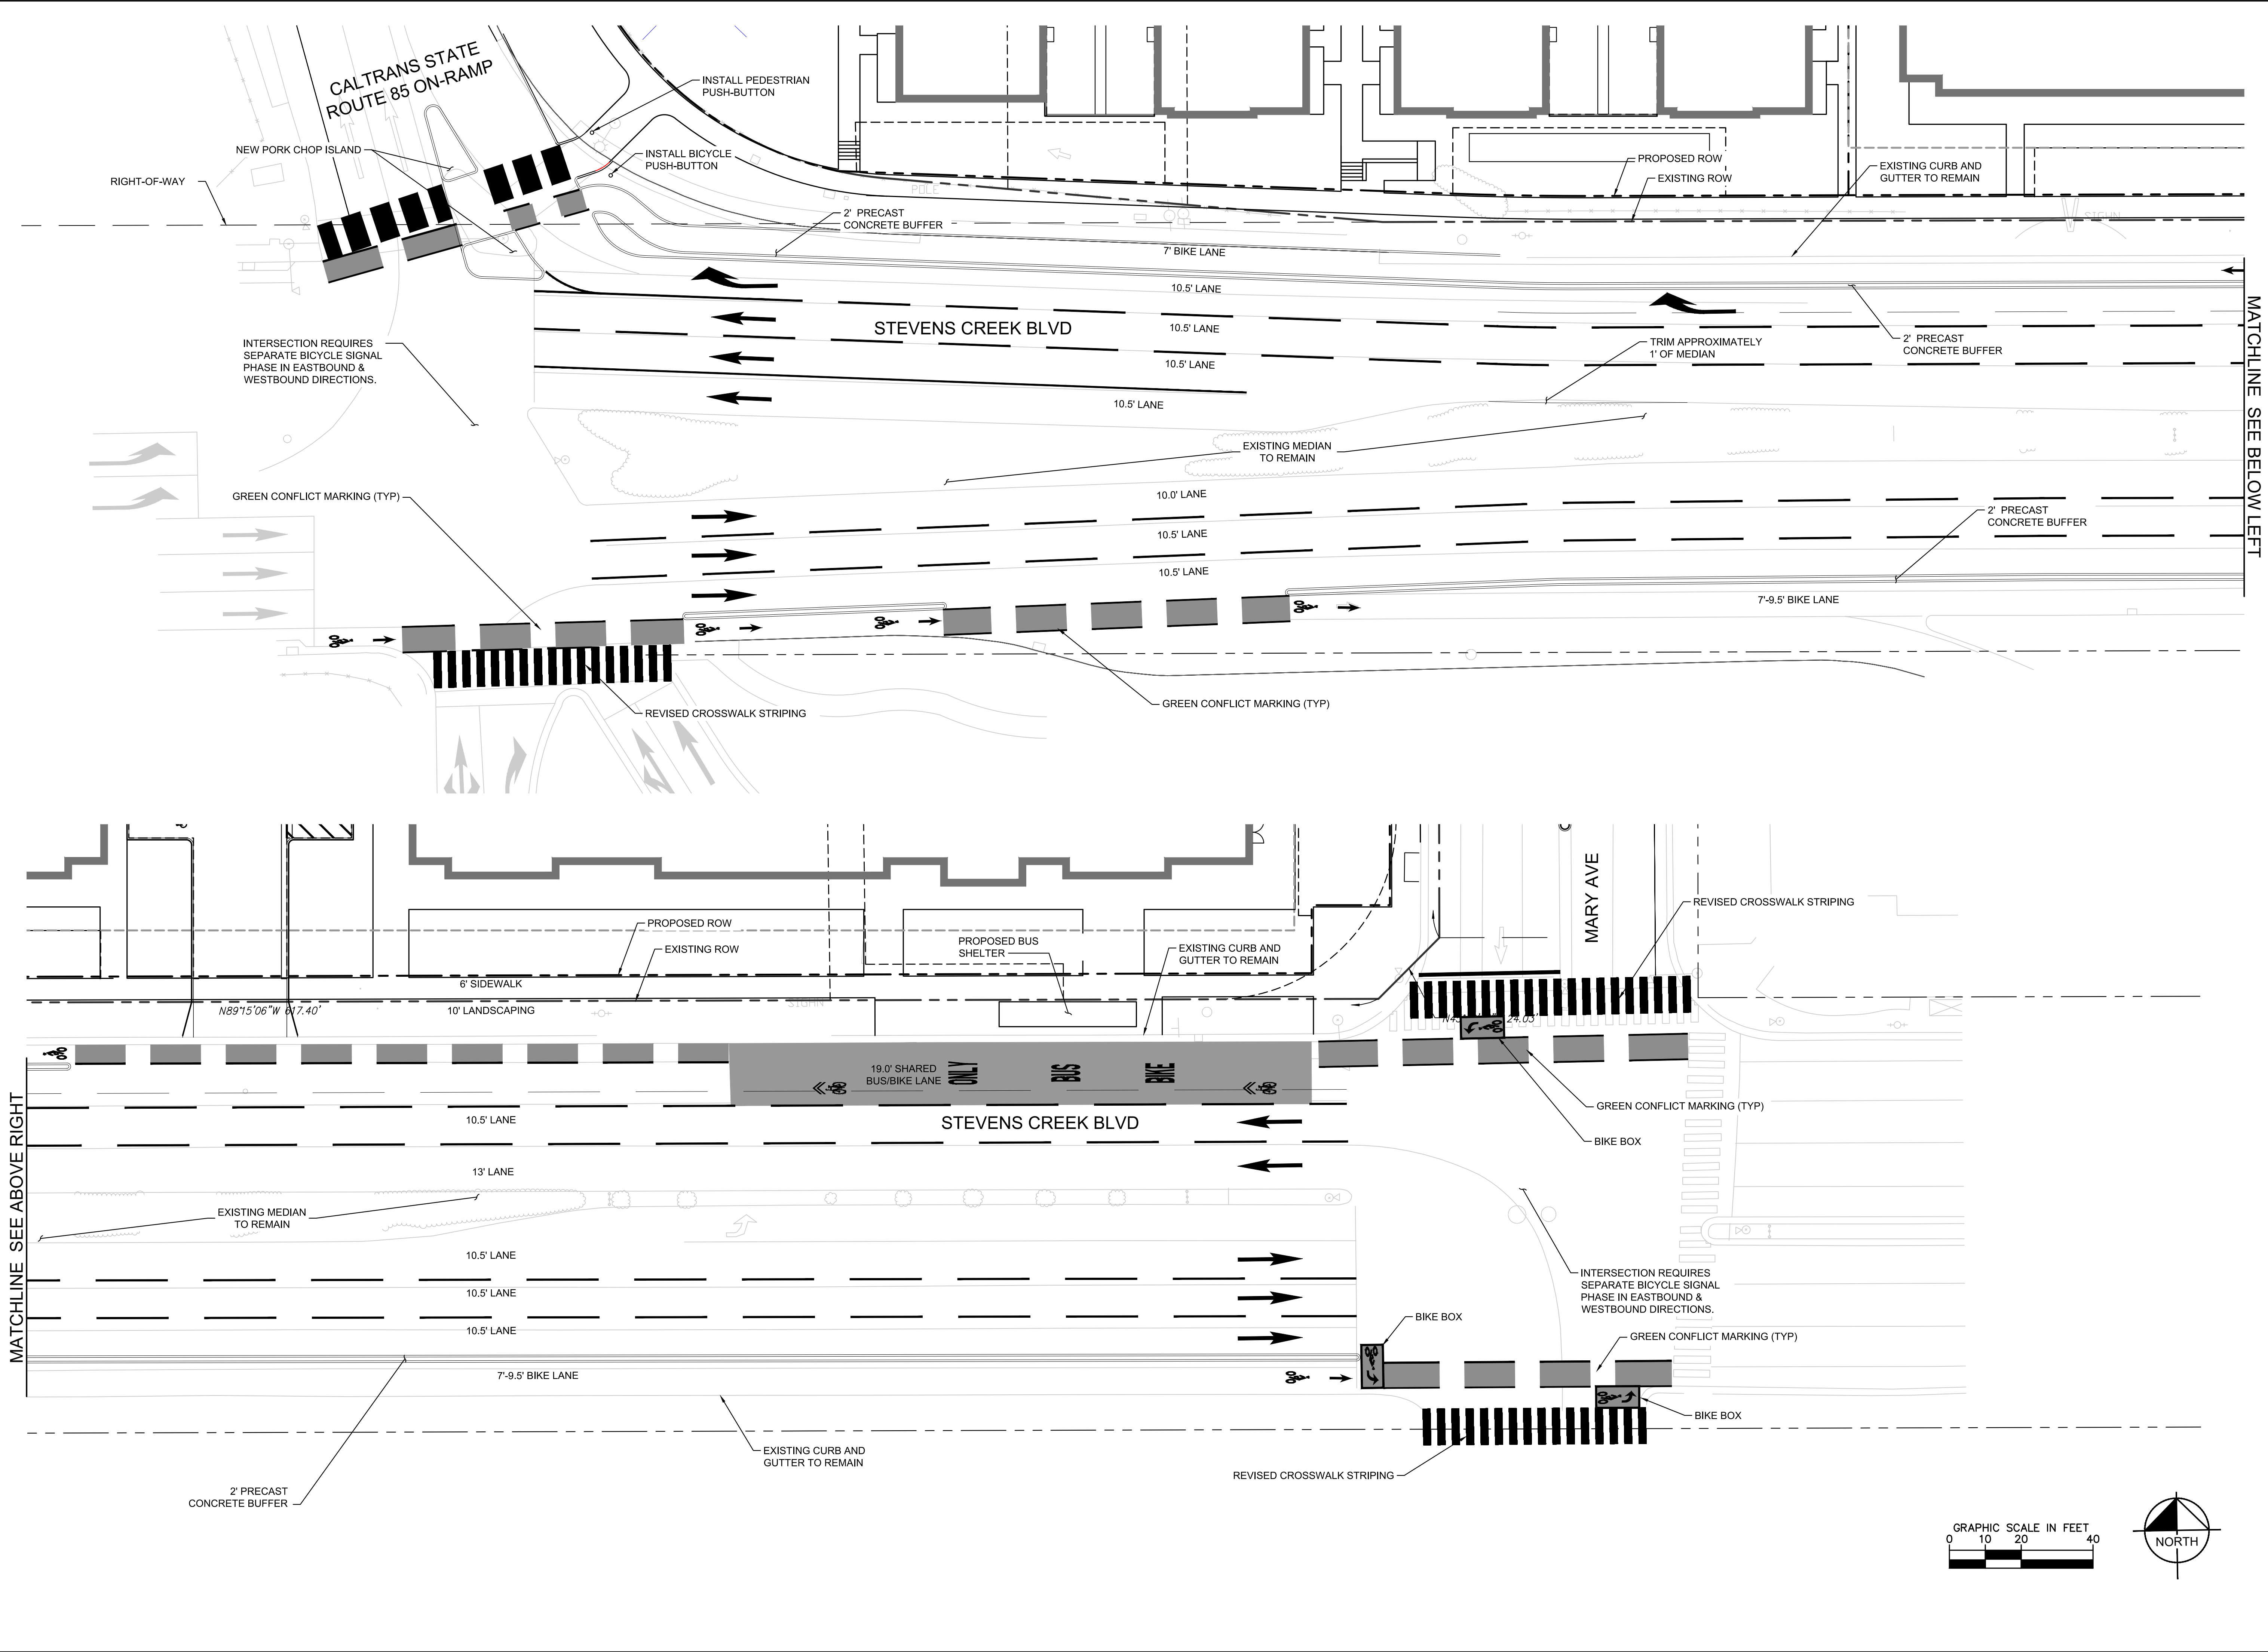 CALTRANS STATE
ROUTE 85 ON-RAMP
INSTALL PEDESTRIAN
PUSH-BUTTON
NEW PORK CHOP ISLAND
INSTALL BICYCLE
PUSH-BUTTON
RIGHT-OF-WAY
POLE
PROPOSED ROW
EXISTING ROW
EXISTING CURB AND
GUTTER TO REMAIN
SIGHN
2' PRECAST
CONCRETE BUFFER
7' BIKE LANE
10.5' LANE
STEVENS CREEK BLVD
10.5' LANE
10.5' LANE
10.5' LANE
2' PRECAST
CONCRETE BUFFER
TRIM APPROXIMATELY
1' OF MEDIAN
INTERSECTION REQUIRES
SEPARATE BICYCLE SIGNAL
PHASE IN EASTBOUND &
WESTBOUND DIRECTIONS.
MATCHLINE SEE BELOW LEFT
EXISTING MEDIAN
TO REMAIN
GREEN CONFLICT MARKING (TYP)
10.0' LANE
10.5' LANE
10.5' LANE
2' PRECAST
CONCRETE BUFFER
7'-9.5' BIKE LANE
REVISED CROSSWALK STRIPING
GREEN CONFLICT MARKING (TYP)
MARY AVE
REVISED CROSSWALK STRIPING
PROPOSED ROW
EXISTING ROW
PROPOSED BUS
SHELTER
EXISTING CURB AND
GUTTER TO REMAIN
6' SIDEWALK
SIGHN
N89°15'06"W 617.40'
10' LANDSCAPING
24.03'
19.0' SHARED
BUS/BIKE LANE
ONLY
BUS
BIKE
10.5' LANE
STEVENS CREEK BLVD
GREEN CONFLICT MARKING (TYP)
BIKE BOX
13' LANE
MATCHLINE SEE ABOVE RIGHT
EXISTING MEDIAN
TO REMAIN
10.5' LANE
10.5' LANE
10.5' LANE
INTERSECTION REQUIRES
SEPARATE BICYCLE SIGNAL
PHASE IN EASTBOUND &
WESTBOUND DIRECTIONS.
BIKE BOX
GREEN CONFLICT MARKING (TYP)
7'-9.5' BIKE LANE
BIKE BOX
EXISTING CURB AND
GUTTER TO REMAIN
REVISED CROSSWALK STRIPING
2' PRECAST
CONCRETE BUFFER
GRAPHIC SCALE IN FEET
0 10 20 40
NORTH